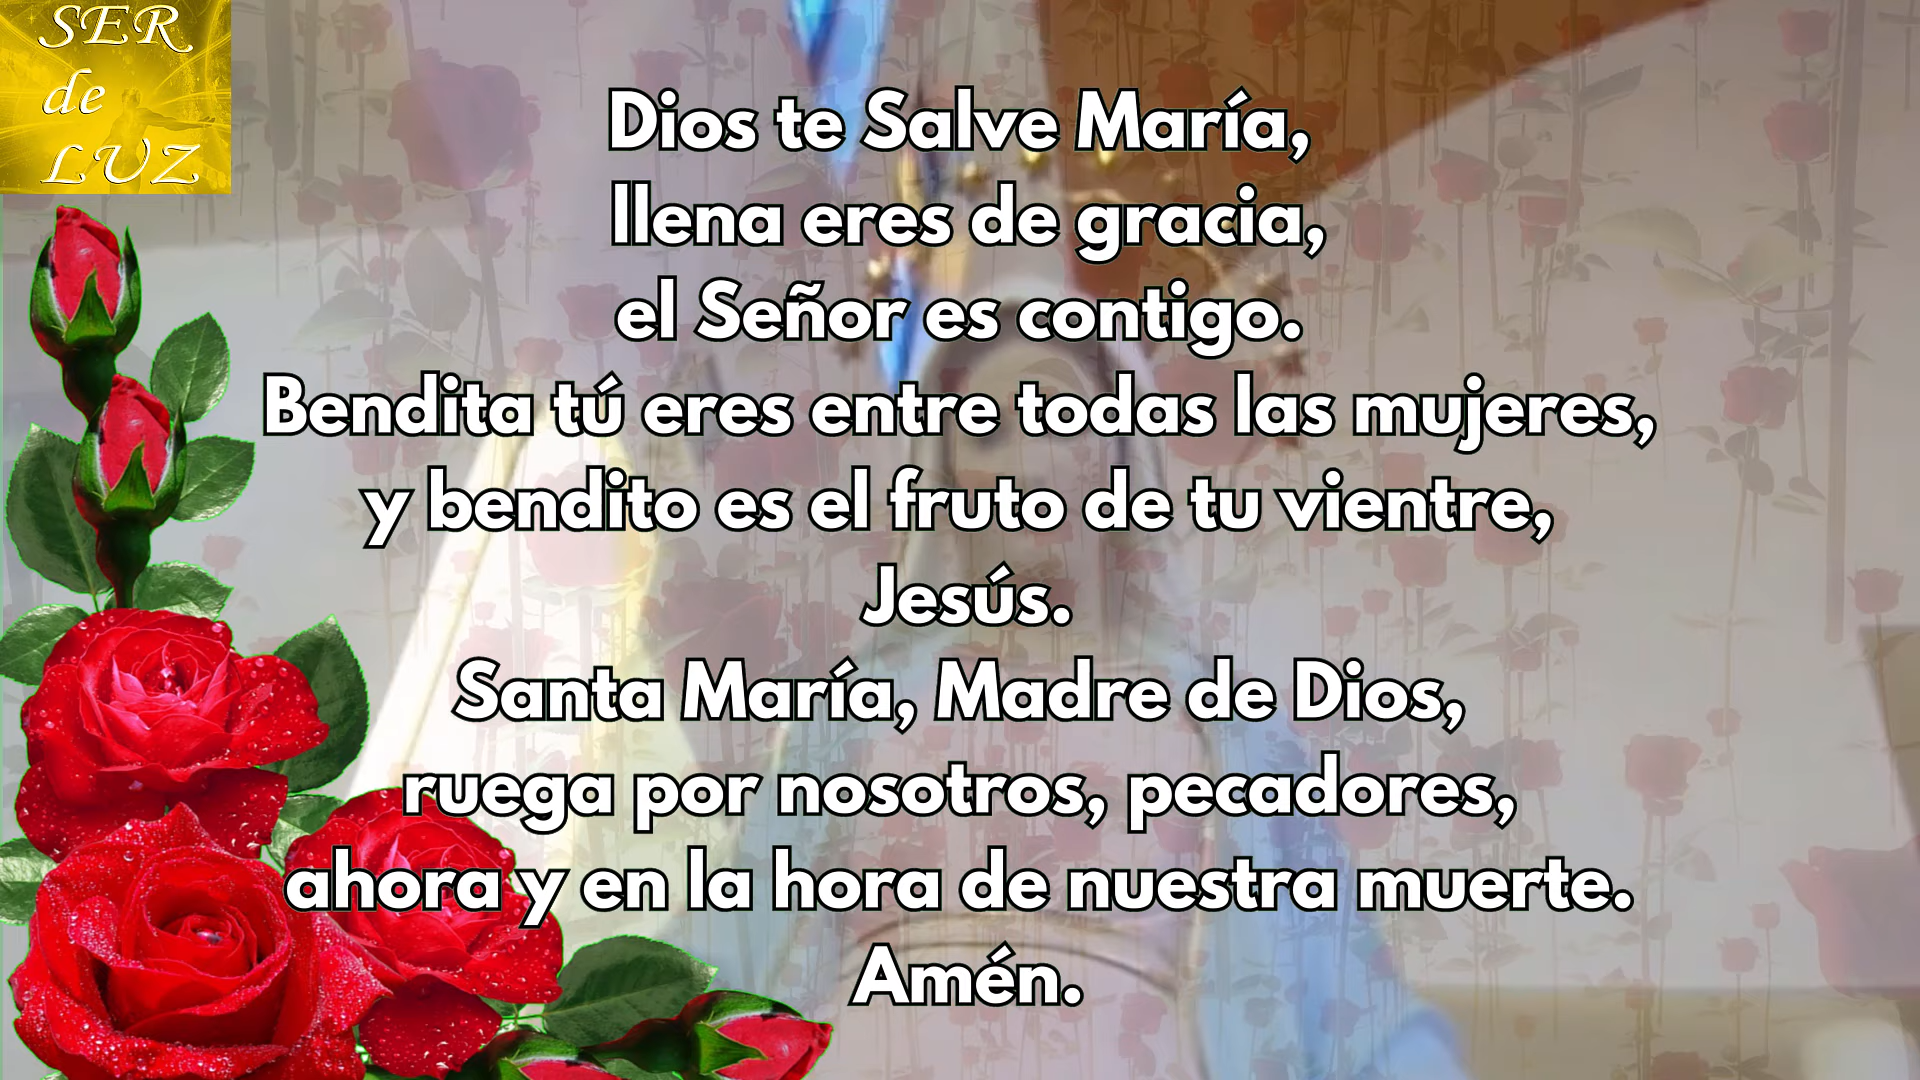 SER
de
LUZ
Dios te Salve María,
llena eres de gracia,
el Señor es contigo.
Bendita tú eres entre todas las mujeres,
y bendito es el fruto de tu vientre,
Jesús.
Santa María, Madre de Dios,
ruega por nosotros, pecadores,
ahora y en la hora de nuestra muerte.
Amén.